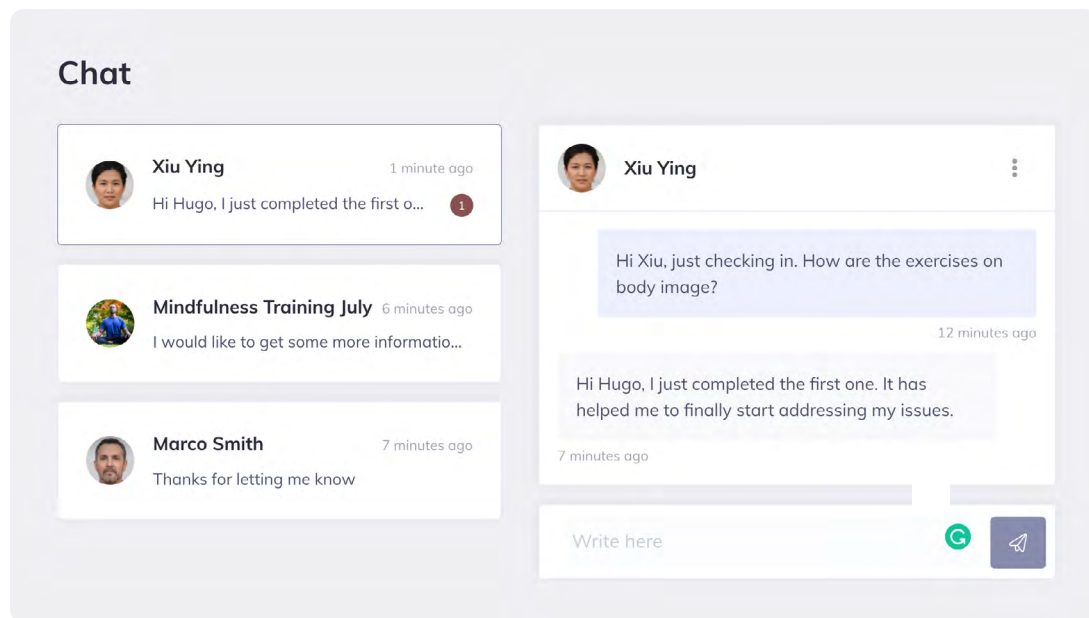 Chat
Xiu Ying
1 minute ago
Hi Hugo, I just completed the first o...
1
Mindfulness Training July
6 minutes ago
I would like to get some more informatio...
Marco Smith
7 minutes ago
Thanks for letting me know
Xiu Ying
Hi Xiu, just checking in. How are the exercises on
body image?
12 minutes ago
Hi Hugo, I just completed the first one. It has
helped me to finally start addressing my issues.
7 minutes ago
Write here